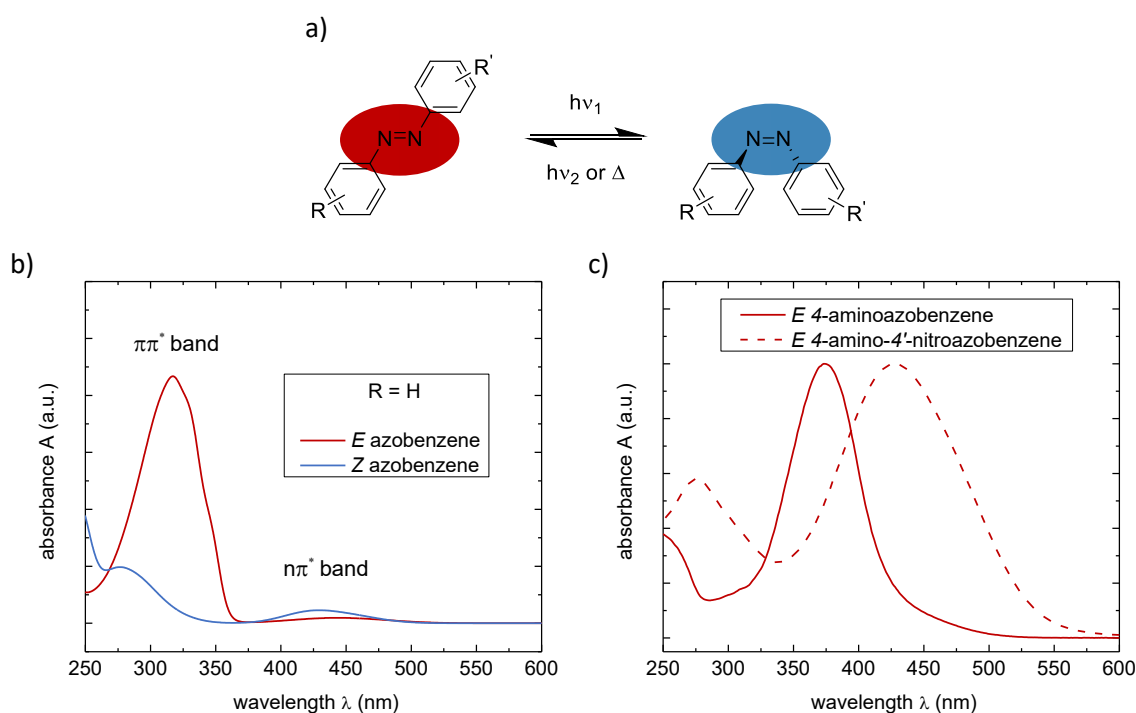 a)
R'
N=N
R
hν1
hν2 or Δ
N=N
R
R'
b)
ππ* band
R = H
E azobenzene
Z azobenzene
nπ* band
absorbance A (a.u.)
250 300 350 400 450 500 550 600
wavelength λ (nm)
c)
E 4-aminoazobenzene
E 4-amino-4'-nitroazobenzene
absorbance A (a.u.)
250 300 350 400 450 500 550 600
wavelength λ (nm)